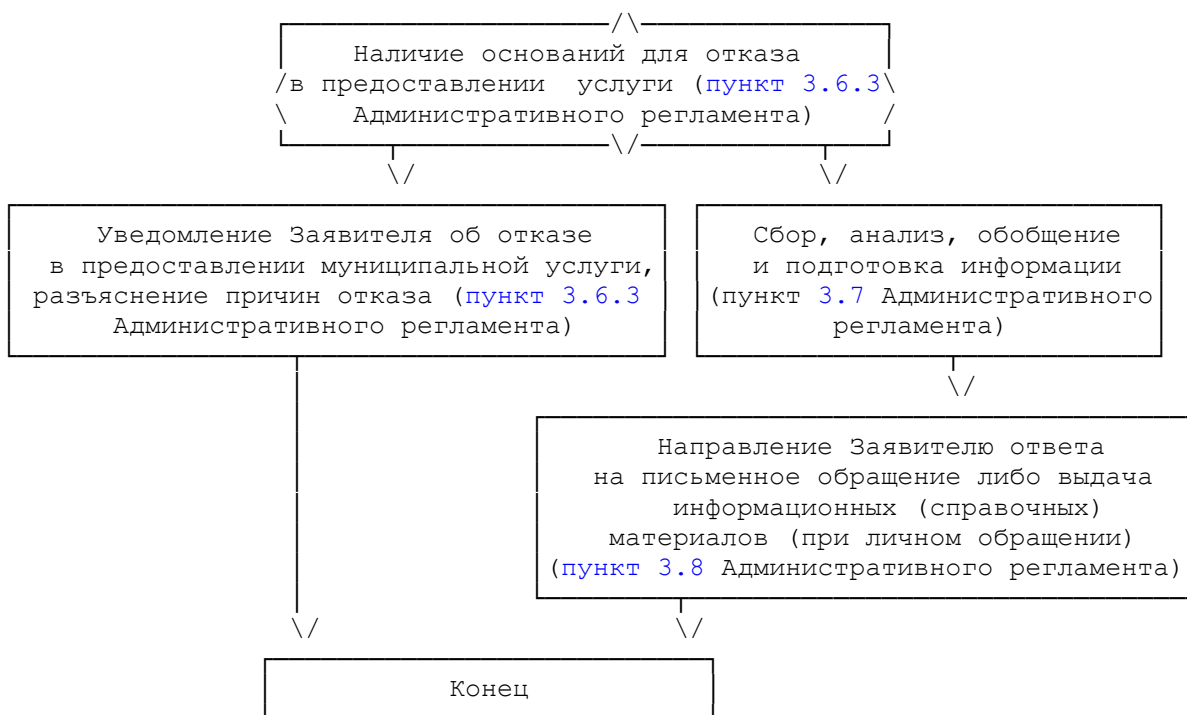 Наличие оснований для отказа
в предоставлении услуги (пункт 3.6.3
Административного регламента)
Уведомление Заявителя об отказе
в предоставлении муниципальной услуги,
разъяснение причин отказа (пункт 3.6.3
Административного регламента)
Сбор, анализ, обобщение
и подготовка информации
(пункт 3.7 Административного
регламента)
Направление Заявителю ответа
на письменное обращение либо выдача
информационных (справочных)
материалов (при личном обращении)
(пункт 3.8 Административного регламента)
Конец